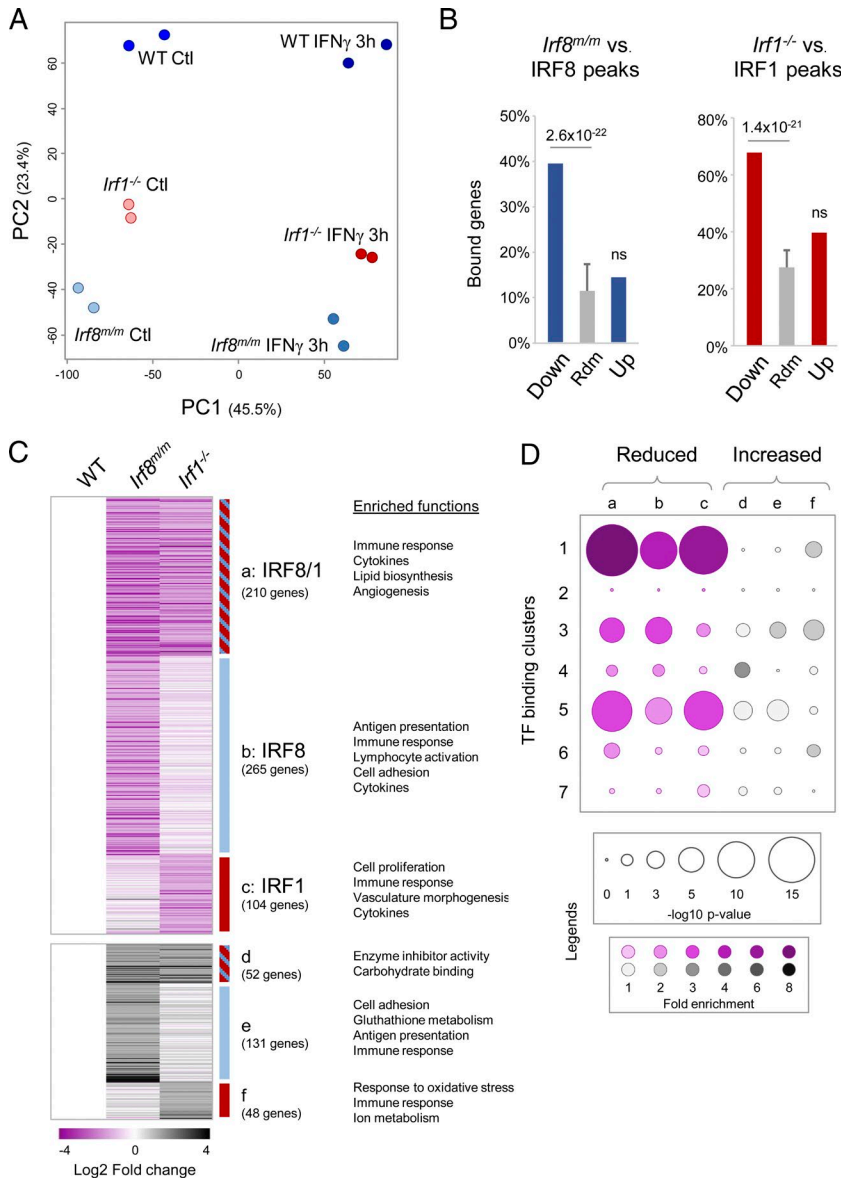 A
WT Ctl
WT IFNγ 3h
Irf1-/- Ctl
Irf1-/- IFNγ 3h
Irf8m/m Ctl
Irf8m/m IFNγ 3h
60
40
20
0
-20
-40
-60
PC2 (23.4%)
-100
-50
0
50
PC1 (45.5%)
B
Irf8m/m vs.
IRF8 peaks
Irf1-/- vs.
IRF1 peaks
Bound genes
50%
40%
30%
20%
10%
0%
2.6x10-22
ns
Down
Rdm
Up
80%
60%
40%
20%
0%
1.4x10-21
ns
Down
Rdm
Up
C
WT
Irf8m/m
Irf1-/-
Enriched functions
a: IRF8/1
(210 genes)
Immune response
Cytokines
Lipid biosynthesis
Angiogenesis
b: IRF8
(265 genes)
Antigen presentation
Immune response
Lymphocyte activation
Cell adhesion
Cytokines
c: IRF1
(104 genes)
Cell proliferation
Immune response
Vasculature morphogenesis
Cytokines
d
(52 genes)
Enzyme inhibitor activity
Carbohydrate binding
e
(131 genes)
Cell adhesion
Gluthathione metabolism
Antigen presentation
Immune response
f
(48 genes)
Response to oxidative stress
Immune response
Ion metabolism
-4
0
4
Log2 Fold change
D
Reduced
Increased
a b c d e f
TF binding clusters
1
2
3
4
5
6
7
Legends
0 1 3 5 10 15
-log10 p-value
1 2 3 4 6 8
Fold enrichment